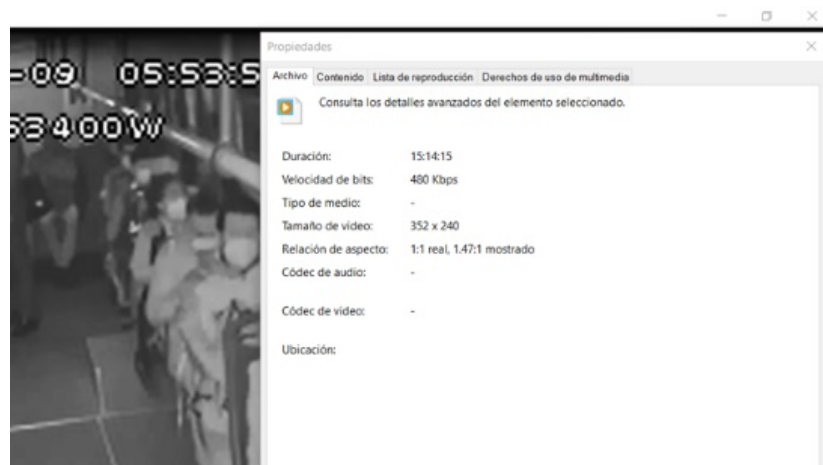 -09 05:53:5
53400W
Propiedades
Archivo Contenido Lista de reproducción Derechos de uso de multimedia
Consulta los detalles avanzados del elemento seleccionado.
Duración: 15:14:15
Velocidad de bits: 480 Kbps
Tipo de medio: -
Tamaño de video: 352 x 240
Relación de aspecto: 1:1 real, 1.47:1 mostrado
Códec de audio: -
Códec de video: -
Ubicación: